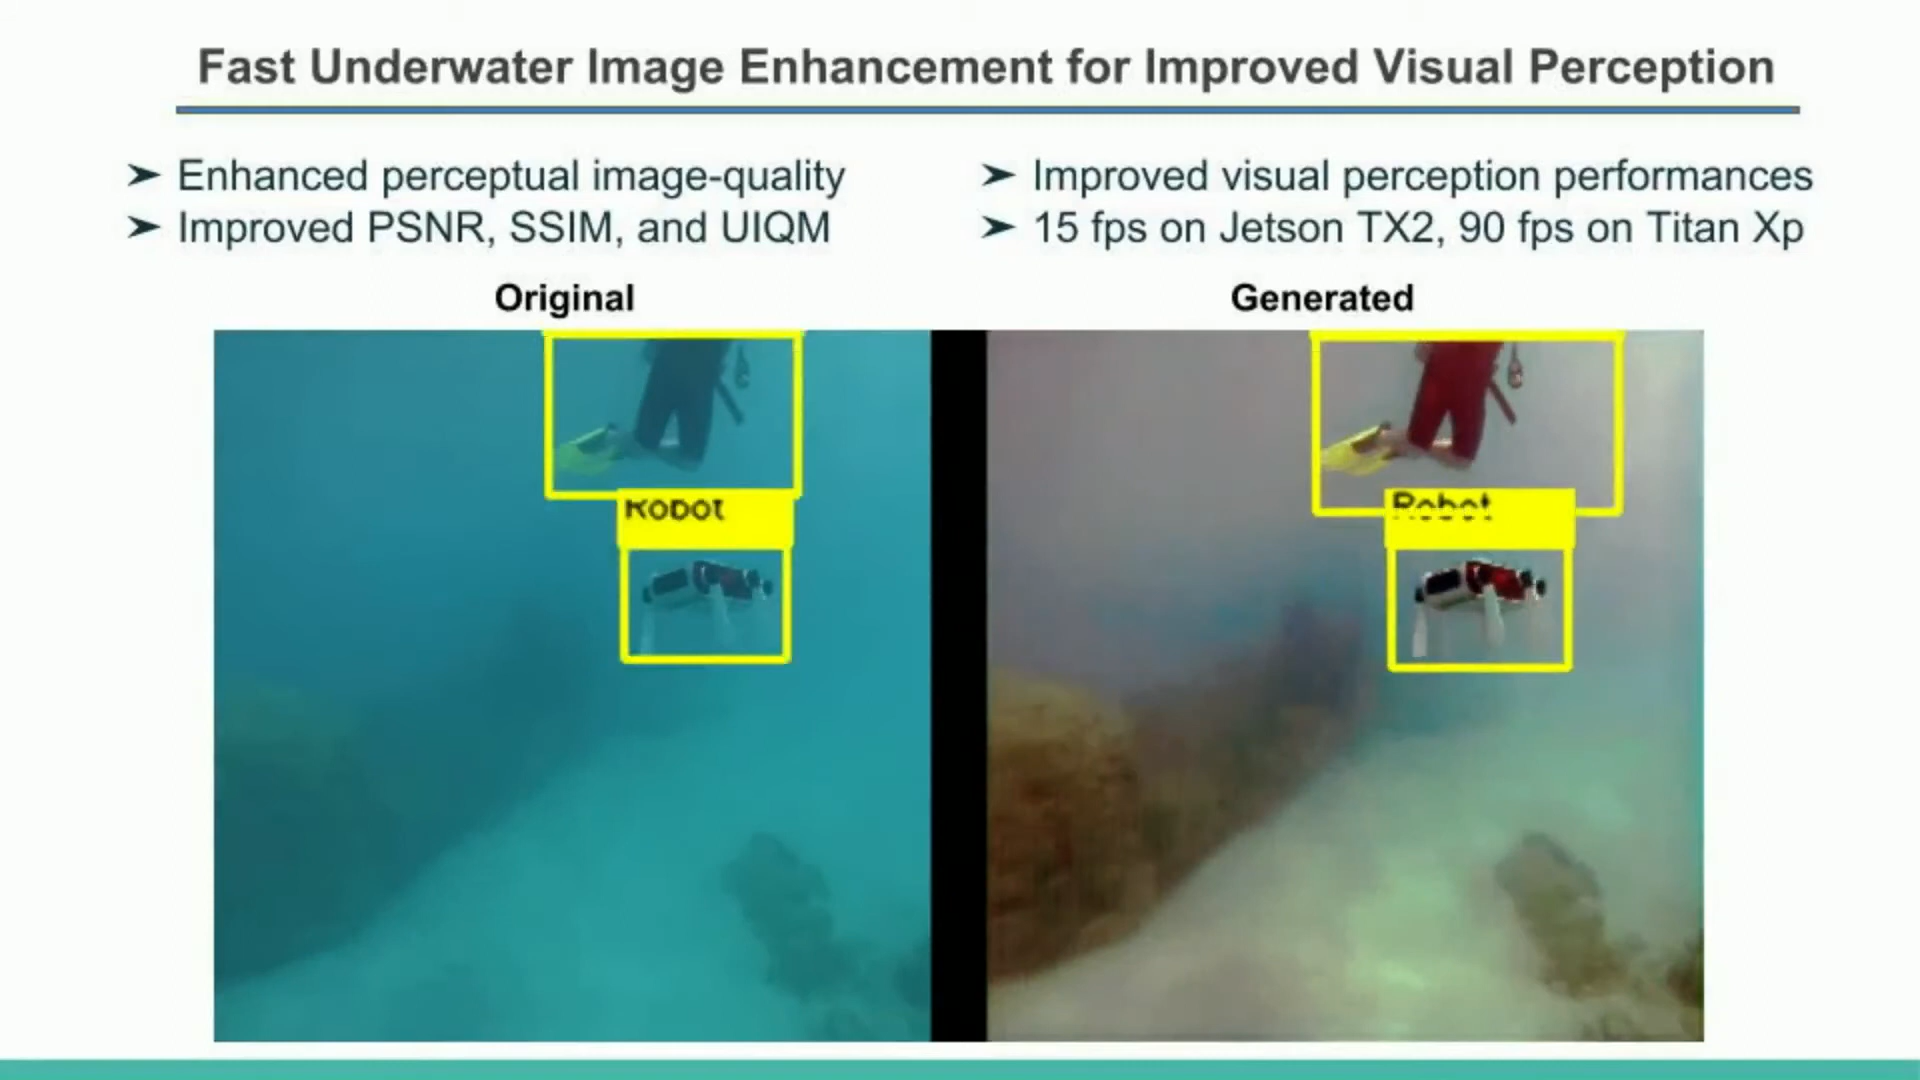 Fast Underwater Image Enhancement for Improved Visual Perception
➤ Enhanced perceptual image-quality
➤ Improved PSNR, SSIM, and UIQM
➤ Improved visual perception performances
➤ 15 fps on Jetson TX2, 90 fps on Titan Xp
Original
Generated
Robot
Robot